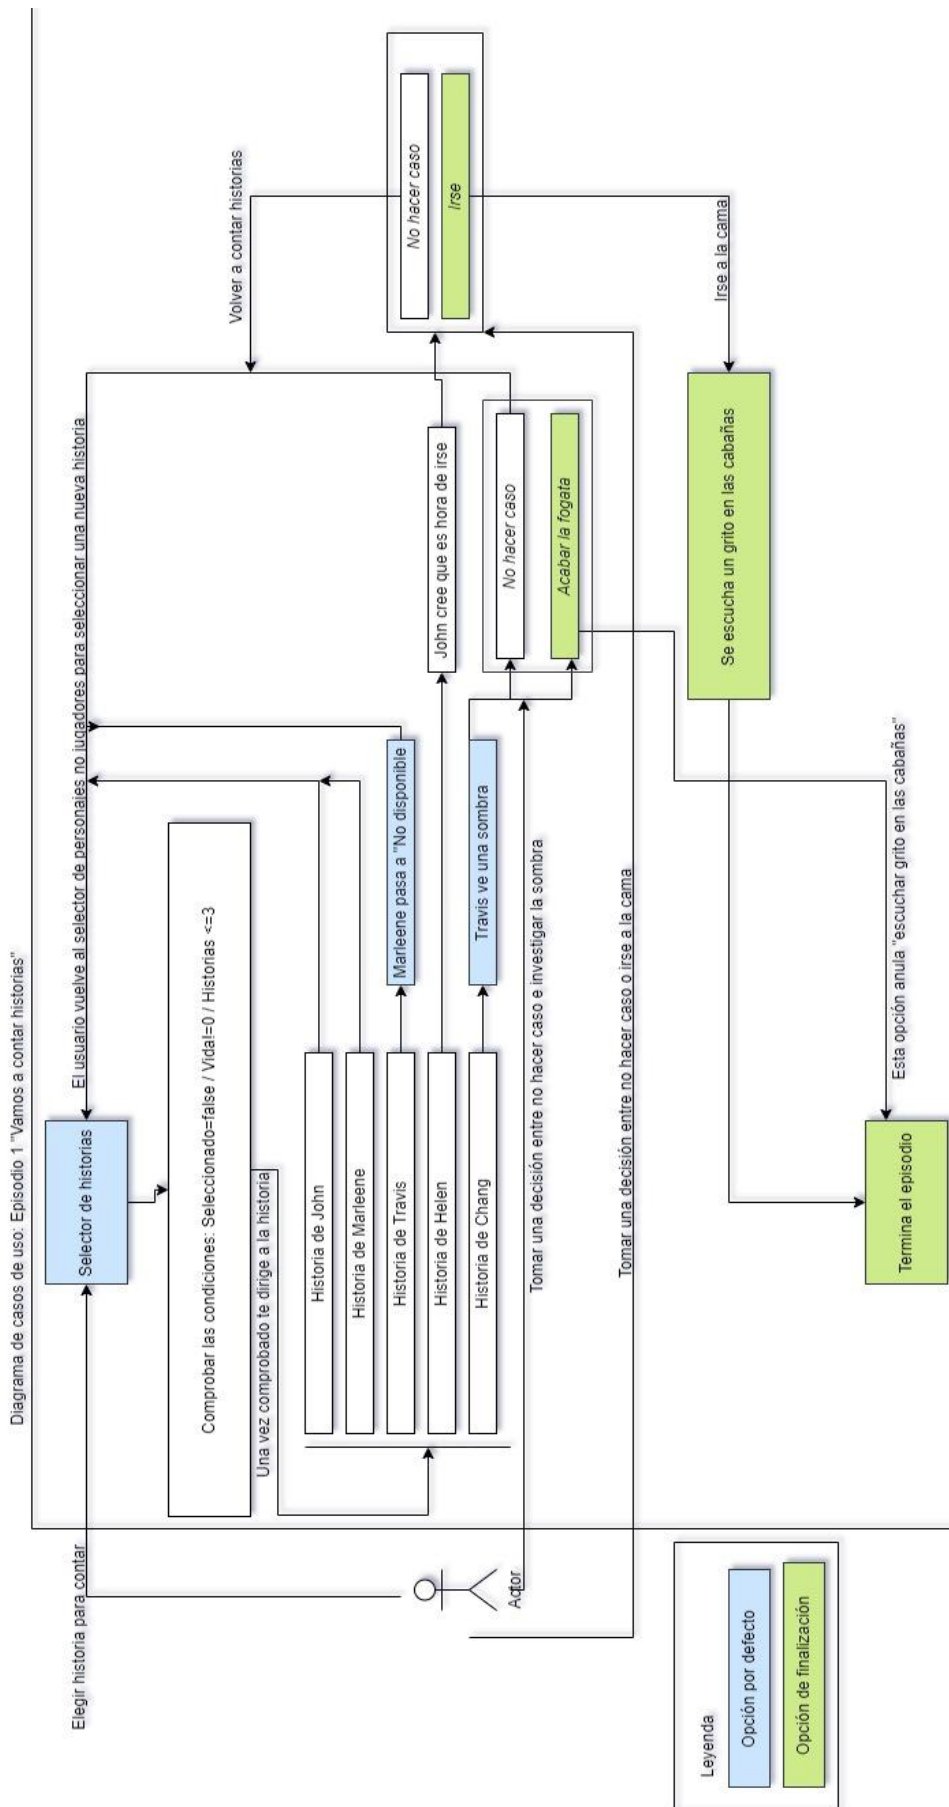 Diagrama de casos de uso: Episodio 1 "Vamos a contar historias"
Elegir historia para contar
Selector de historias
El usuario vuelve al selector de personajes no jugadores para seleccionar una nueva historia
Comprobar las condiciones: Seleccionado=false / Vida!=0 / Historias <=3
Una vez comprobado te dirige a la historia
Volver a contar historias
Historia de John
Historia de Marleene
Historia de Travis
Historia de Helen
Historia de Chang
Marleene pasa a "No disponible
Travis ve una sombra
John cree que es hora de irse
No hacer caso
Irse
No hacer caso
Acabar la fogata
Actor
Tomar una decisión entre no hacer caso e investigar la sombra
Tomar una decisión entre no hacer caso o irse a la cama
Irse a la cama
Se escucha un grito en las cabañas
Esta opción anula "escuchar grito en las cabañas"
Termina el episodio
Leyenda
Opción por defecto
Opción de finalización